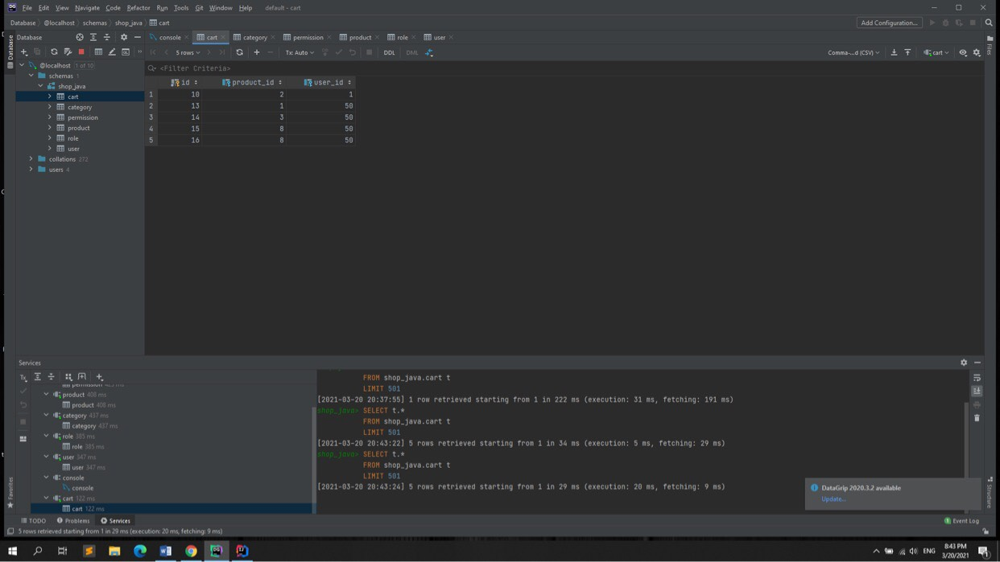 DG File Edit View Navigate Code Refactor Run Tools Git Window Help default - cart
Database @localhost schemas shop_java cart Add Configuration...
Database console cart category permission product role user
5 rows Tx: Auto DDL DML Comma-...d (CSV) cart
@localhost 1 of 10
<Filter Criteria>
schemas 1
shop_java
cart
category
permission
product
role
user
collations 272
users 4
id product_id user_id
1 10 2 1
2 13 1 50
3 14 3 50
4 15 8 50
5 16 8 50
Database
Files
Services
Tx
permission 425 ms
product 408 ms
product 408 ms
category 437 ms
category 437 ms
role 385 ms
role 385 ms
user 347 ms
user 347 ms
console
console
cart 122 ms
cart 122 ms
FROM shop_java.cart t
LIMIT 501
[2021-03-20 20:37:55] 1 row retrieved starting from 1 in 222 ms (execution: 31 ms, fetching: 191 ms)
shop_java> SELECT t.*
FROM shop_java.cart t
LIMIT 501
[2021-03-20 20:43:22] 5 rows retrieved starting from 1 in 34 ms (execution: 5 ms, fetching: 29 ms)
shop_java> SELECT t.*
FROM shop_java.cart t
LIMIT 501
[2021-03-20 20:43:24] 5 rows retrieved starting from 1 in 29 ms (execution: 20 ms, fetching: 9 ms)
DataGrip 2020.3.2 available
Update...
Favorites
Structure
TODO Problems Services 1 Event Log
5 rows retrieved starting from 1 in 29 ms (execution: 20 ms, fetching: 9 ms)
ENG
8:43 PM
3/20/2021
1